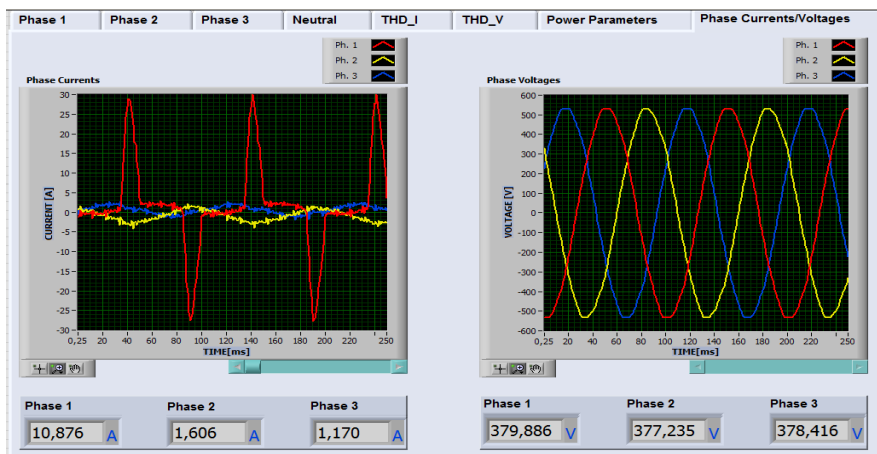 Phase 1 Phase 2 Phase 3 Neutral THD_I THD_V Power Parameters Phase Currents/Voltages
Ph. 1
Ph. 2
Ph. 3
Phase Currents
30
25
20
15
10
5
0
-5
-10
-15
-20
-25
-30
CURRENT [A]
0,25 20 40 60 80 100 120 140 160 180 200 220 250
TIME[ms]
Ph. 1
Ph. 2
Ph. 3
Phase Voltages
600
500
400
300
200
100
0
-100
-200
-300
-400
-500
-600
VOLTAGE [V]
0,25 20 40 60 80 100 120 140 160 180 200 220 250
TIME[ms]
Phase 1 Phase 2 Phase 3
10,876 A 1,606 A 1,170 A
Phase 1 Phase 2 Phase 3
379,886 V 377,235 V 378,416 V